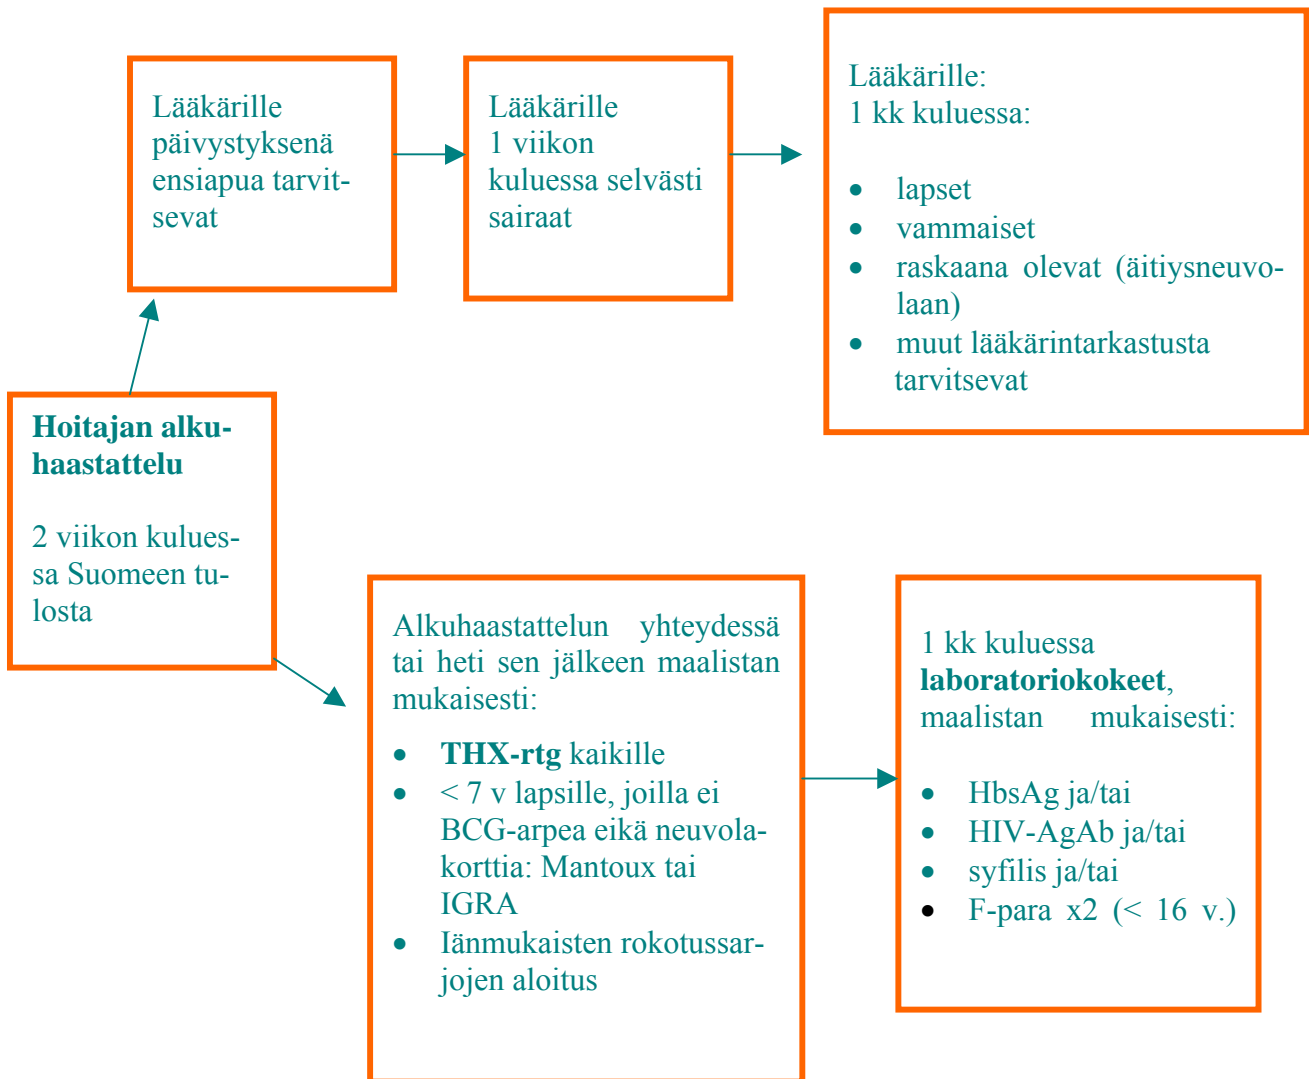 Lääkärille
päivystyksenä
ensiapua tarvit-
sevat
Lääkärille
1 viikon
kuluessa selvästi
sairaat
Lääkärille:
1 kk kuluessa:
• lapset
• vammaiset
• raskaana olevat (äitiysneuvo-
laan)
• muut lääkärintarkastusta
tarvitsevat
Hoitajan alku-
haastattelu
2 viikon kulues-
sa Suomeen tu-
losta
Alkuhaastattelun yhteydessä
tai heti sen jälkeen maalistan
mukaisesti:
• THX-rtg kaikille
• < 7 v lapsille, joilla ei
BCG-arpea eikä neuvola-
korttia: Mantoux tai
IGRA
• Iänmukaisten rokotussar-
jojen aloitus
1 kk kuluessa
laboratoriokokeet,
maalistan mukaisesti:
• HbsAg ja/tai
• HIV-AgAb ja/tai
• syfilis ja/tai
• F-para x2 (< 16 v.)